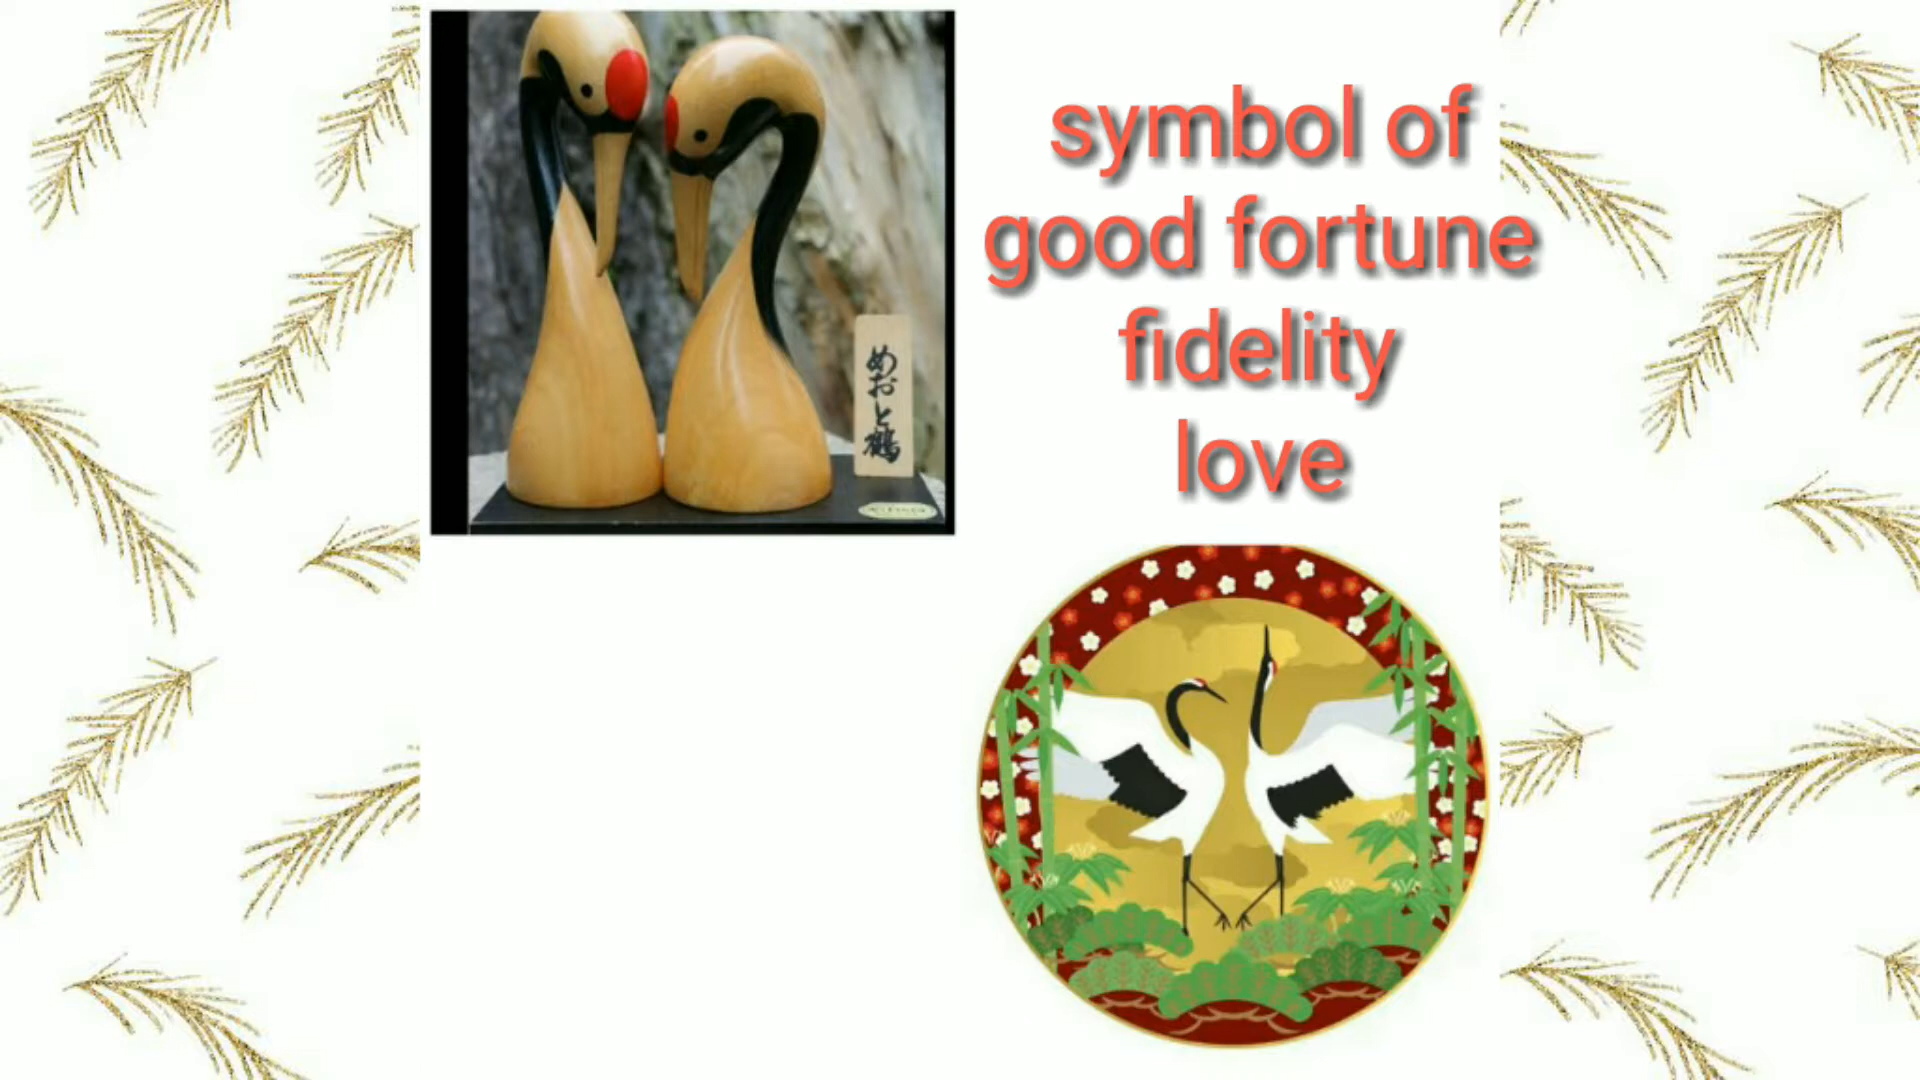 めおと鶴
symbol of
good fortune
fidelity
love